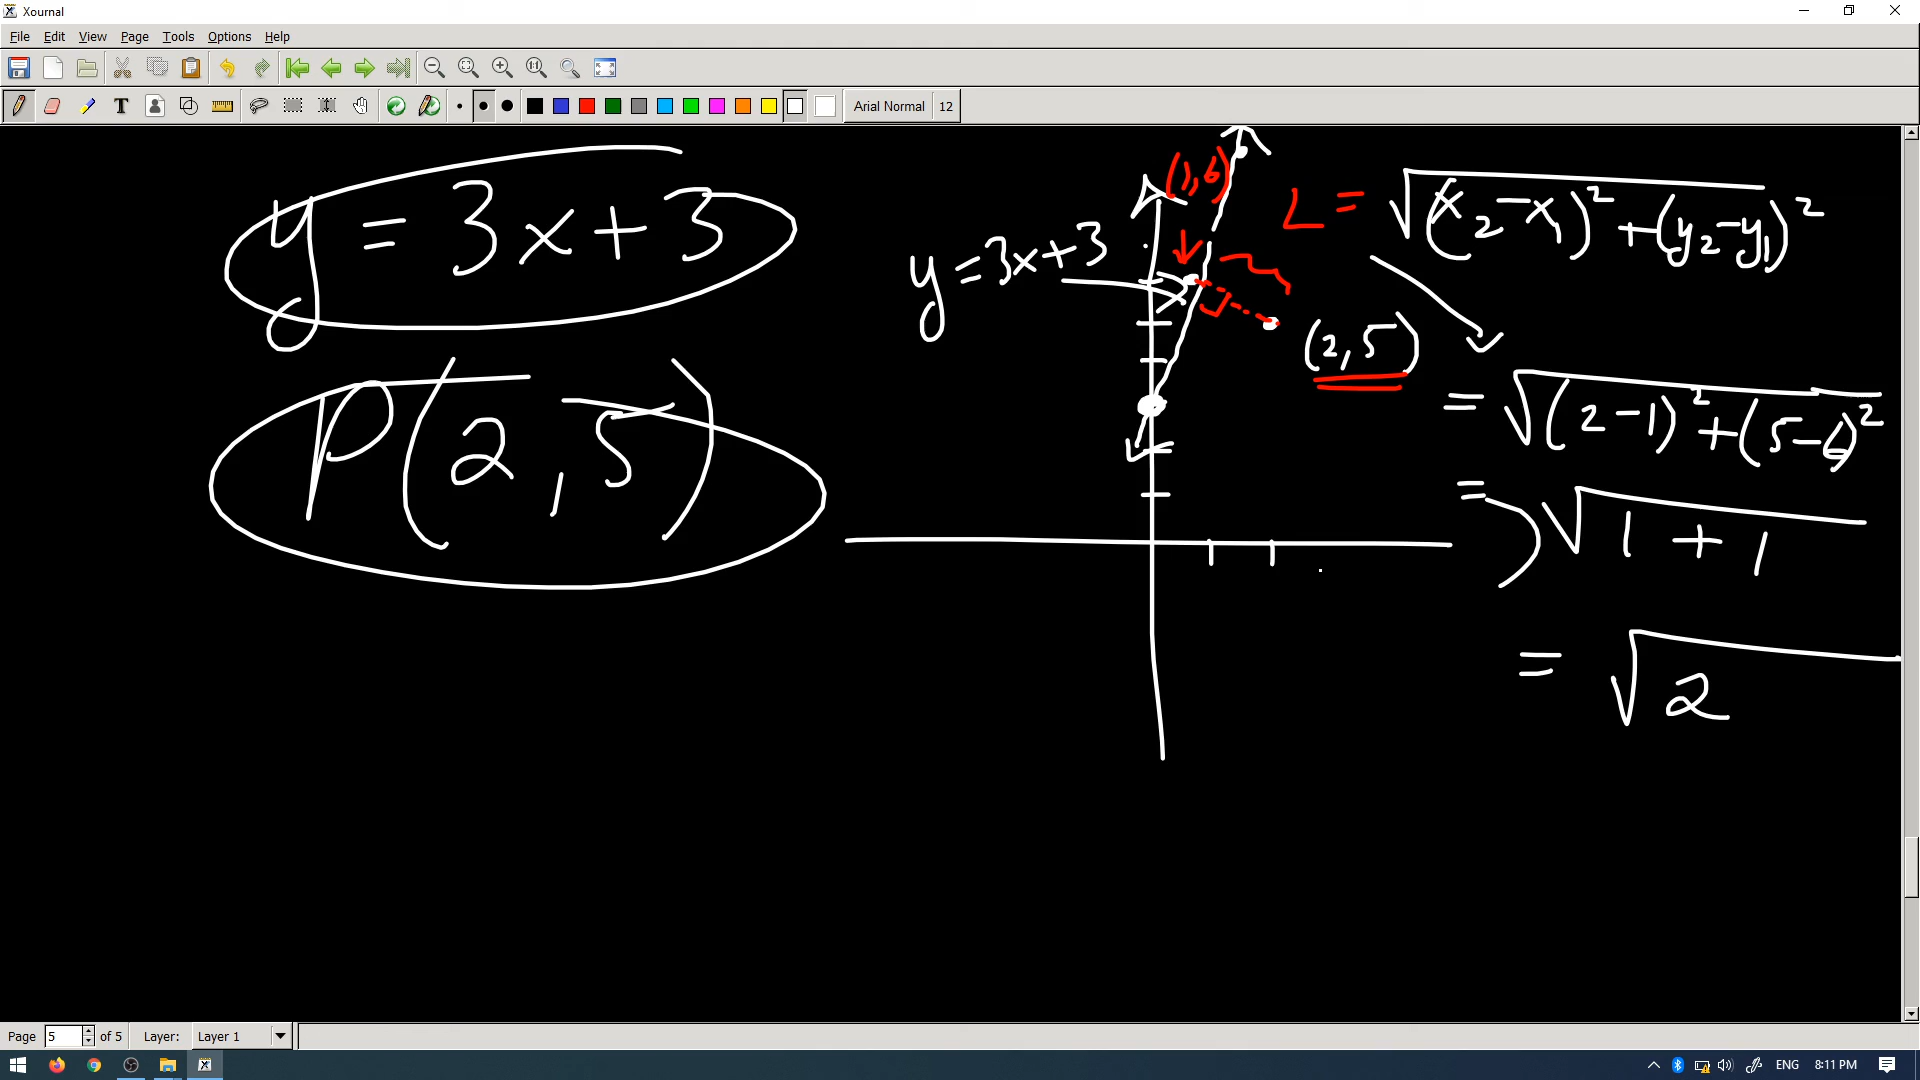 Xournal
File Edit View Page Tools Options Help
Arial Normal 12
y = 3x+3
P(2,5)
y=3x+3
(1,6)
(2,5)
L = √(x₂-x₁)²+(y₂-y₁)²
= √(2-1)²+(5-6)²
= √1+1
= √2
Page 5 of 5 Layer: Layer 1
ENG 8:11 PM